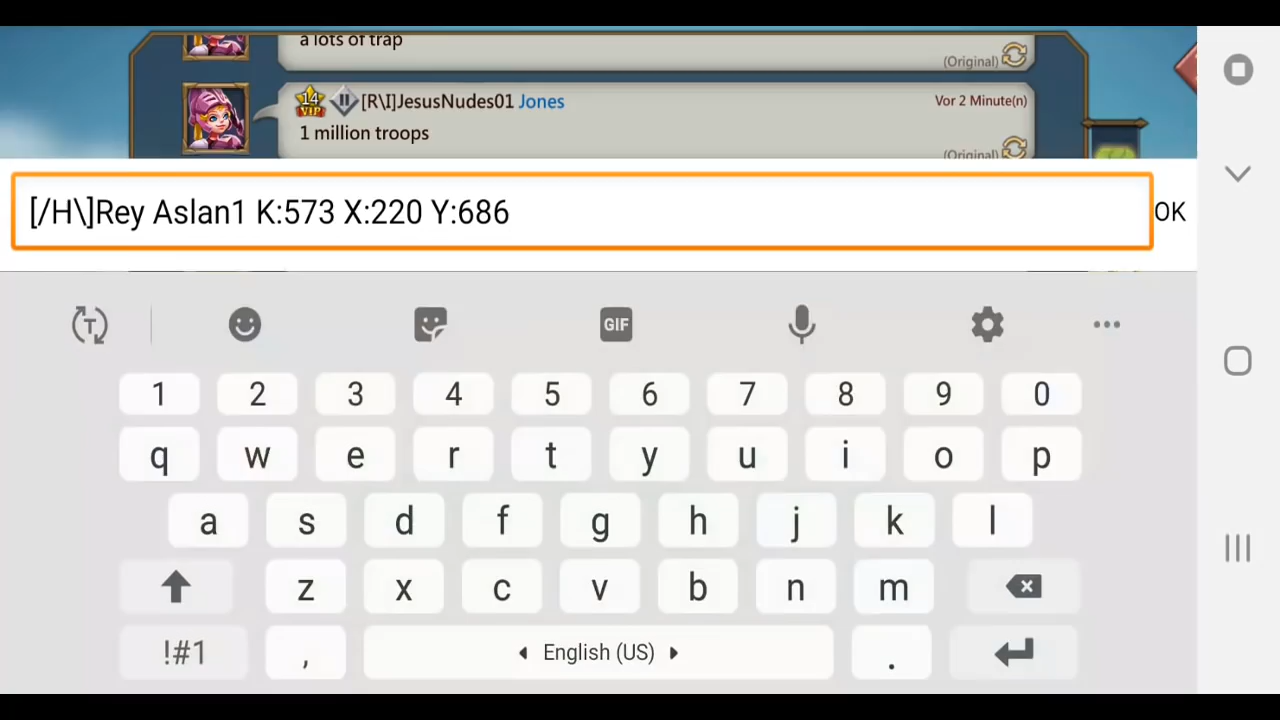 a lots of trap
(Original)
14
VIP
[R\I]JesusNudes01 Jones
Vor 2 Minute(n)
1 million troops
(Original)
[/H\]Rey Aslan1 K:573 X:220 Y:686
OK
T
GIF
1 2 3 4 5 6 7 8 9 0
q w e r t y u i o p
a s d f g h j k l
z x c v b n m
!#1 , English (US) .